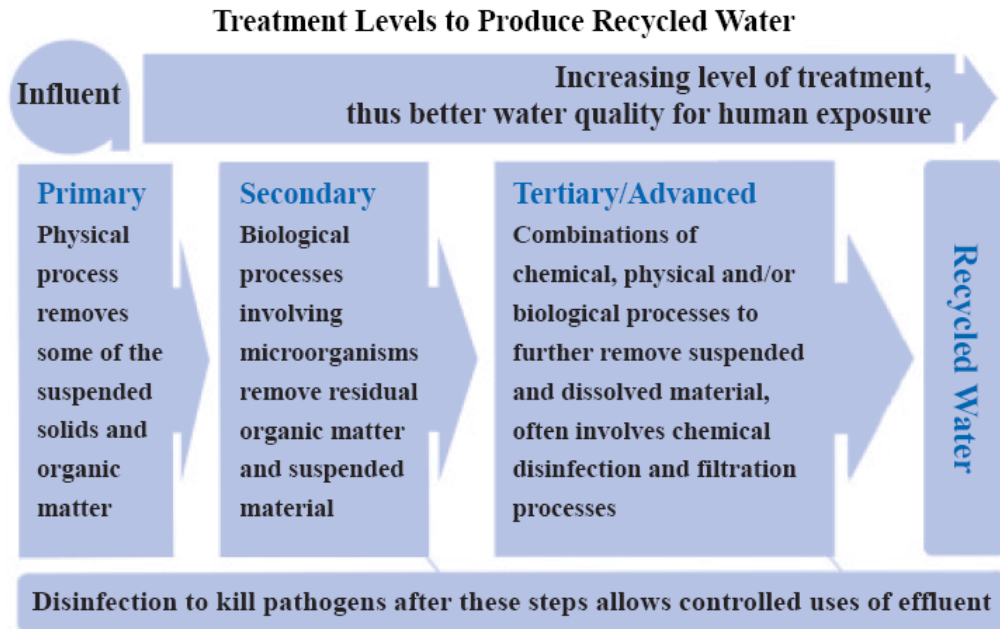 Treatment Levels to Produce Recycled Water
Influent
Increasing level of treatment,
thus better water quality for human exposure
Primary
Physical
process
removes
some of the
suspended
solids and
organic
matter
Secondary
Biological
processes
involving
microorganisms
remove residual
organic matter
and suspended
material
Tertiary/Advanced
Combinations of
chemical, physical and/or
biological processes to
further remove suspended
and dissolved material,
often involves chemical
disinfection and filtration
processes
Recycled Water
Disinfection to kill pathogens after these steps allows controlled uses of effluent